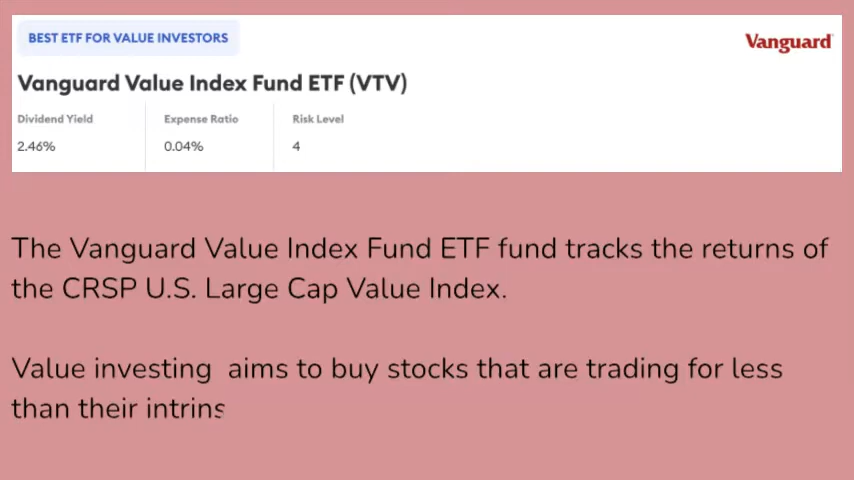 BEST ETF FOR VALUE INVESTORS
Vanguard
Vanguard Value Index Fund ETF (VTV)
Dividend Yield Expense Ratio Risk Level
2.46% 0.04% 4
The Vanguard Value Index Fund ETF fund tracks the returns of
the CRSP U.S. Large Cap Value Index.
Value investing aims to buy stocks that are trading for less
than their intrins